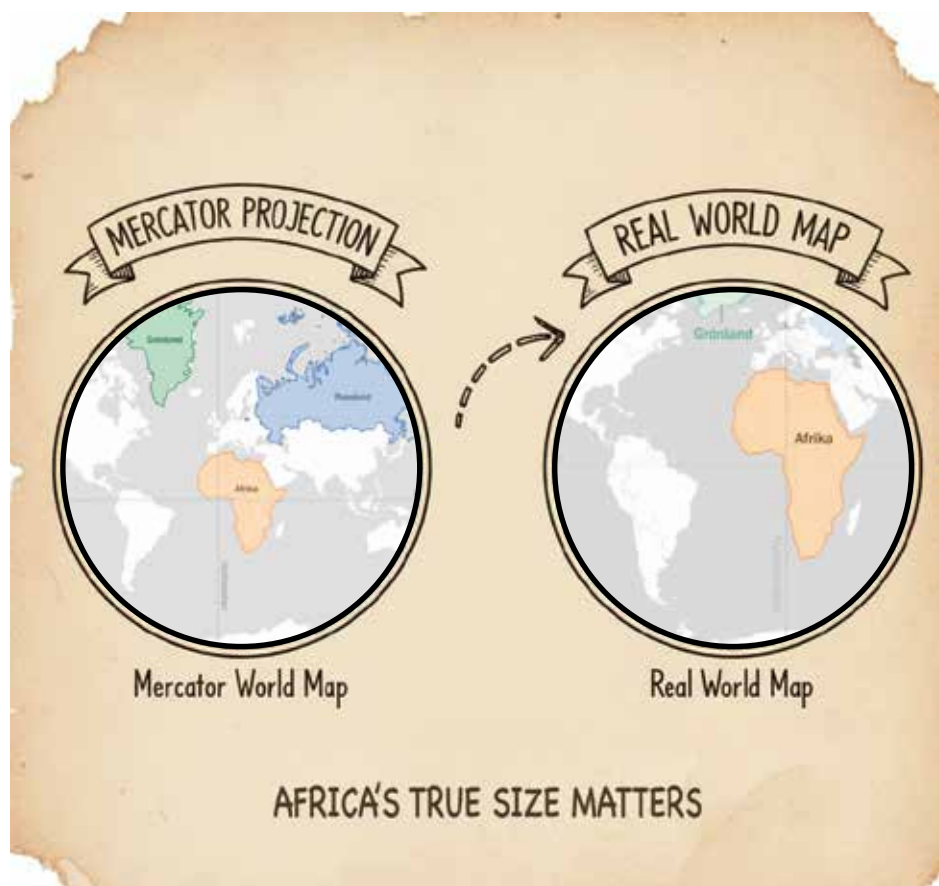 MERCATOR PROJECTION
REAL WORLD MAP
Grönland
Afrika
Afrika
Mercator World Map
Real World Map
AFRICA'S TRUE SIZE MATTERS